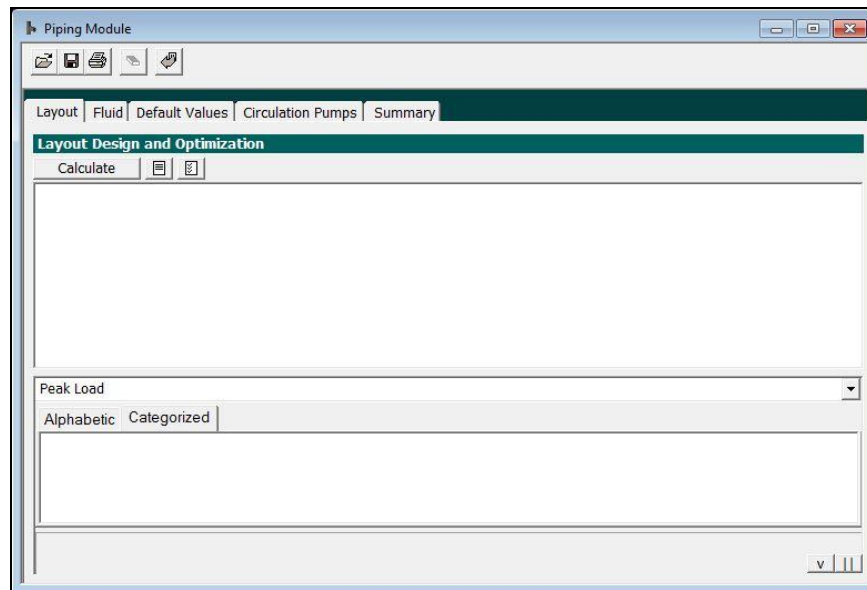 Piping Module
Layout Fluid Default Values Circulation Pumps Summary
Layout Design and Optimization
Calculate
Peak Load
Alphabetic Categorized
v ||